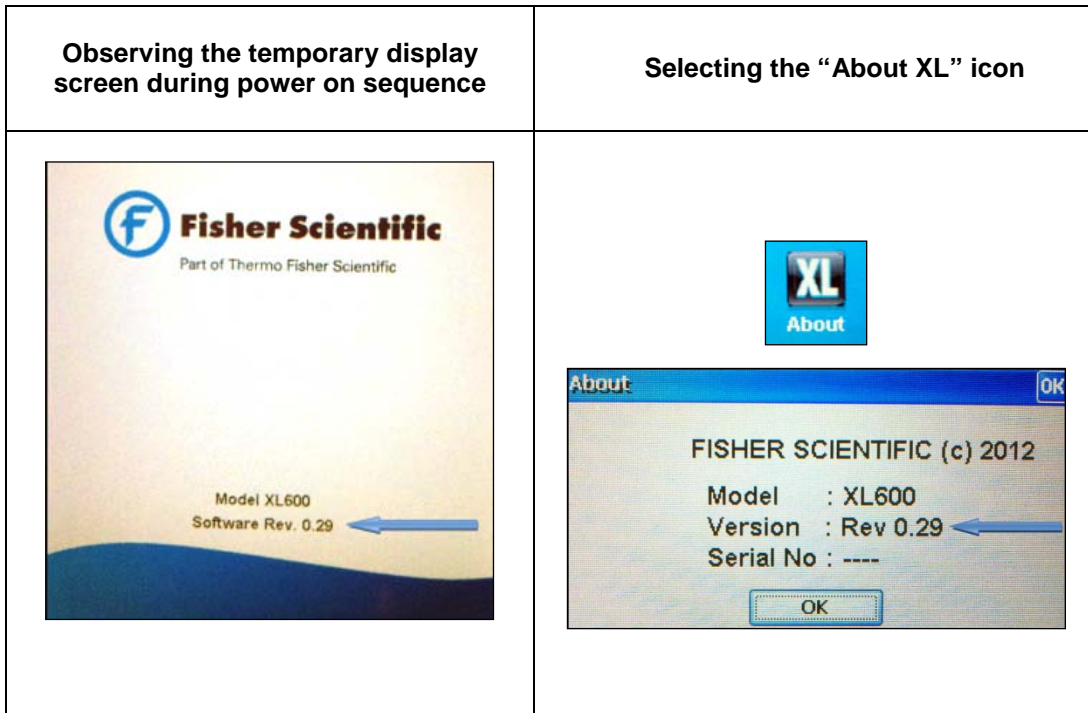 Observing the temporary display
screen during power on sequence
Selecting the “About XL” icon
F Fisher Scientific
Part of Thermo Fisher Scientific
Model XL600
Software Rev. 0.29
XL
About
About OK
FISHER SCIENTIFIC (c) 2012
Model : XL600
Version : Rev 0.29
Serial No : ----
OK